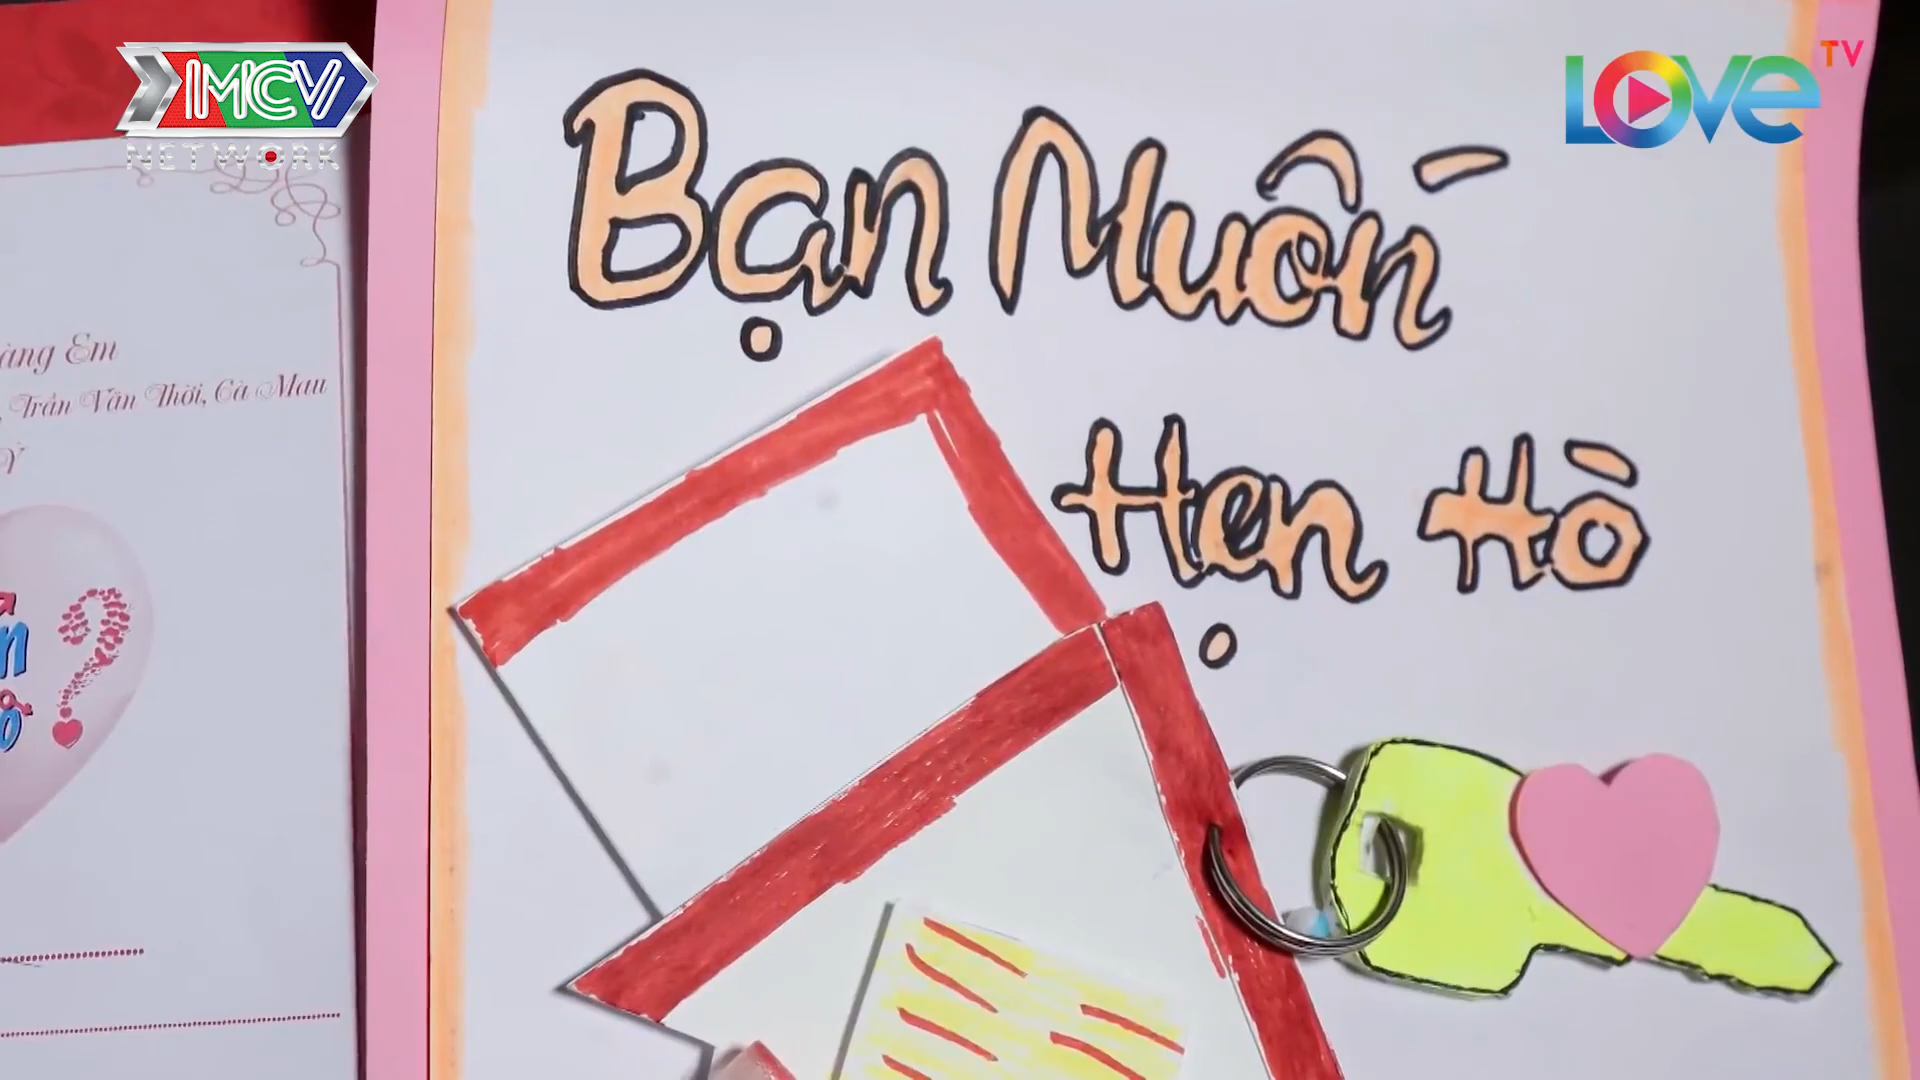 MCV
NETWORK
LOVE TV
Bạn Muốn
Hẹn Hò
àng Em
, Trần Văn Thời, Cà Mau
Ý
?